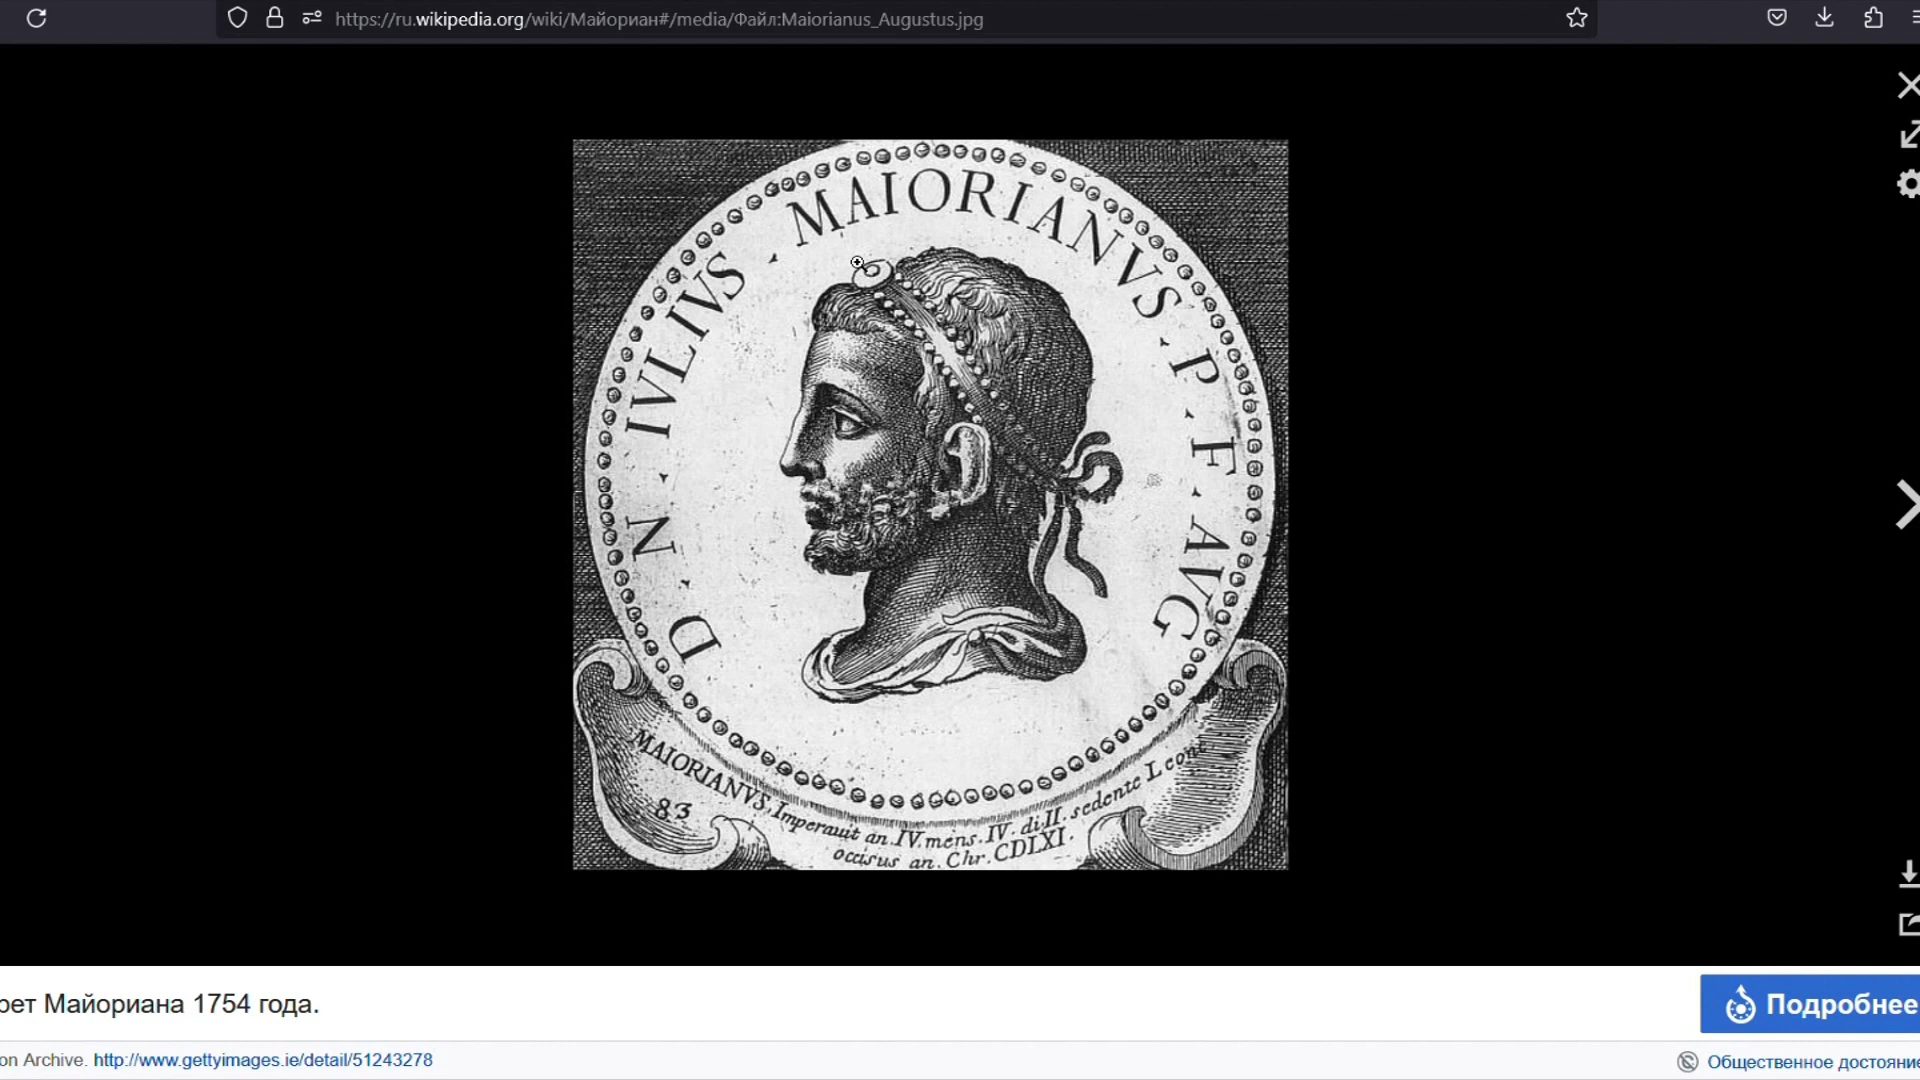 https://ru.wikipedia.org/wiki/Майориан#/media/Файл:Maiorianus_Augustus.jpg
D · N · IVLIVS · MAIORIANVS · P · F · AVG
MAIORIANVS, Imperauit an. IV. mens. IV. di. II. sedente L cont
83
occisus an. Chr. CDLXI.
рет Майориана 1754 года.
Подробнее
on Archive. http://www.gettyimages.ie/detail/51243278
Общественное достояние